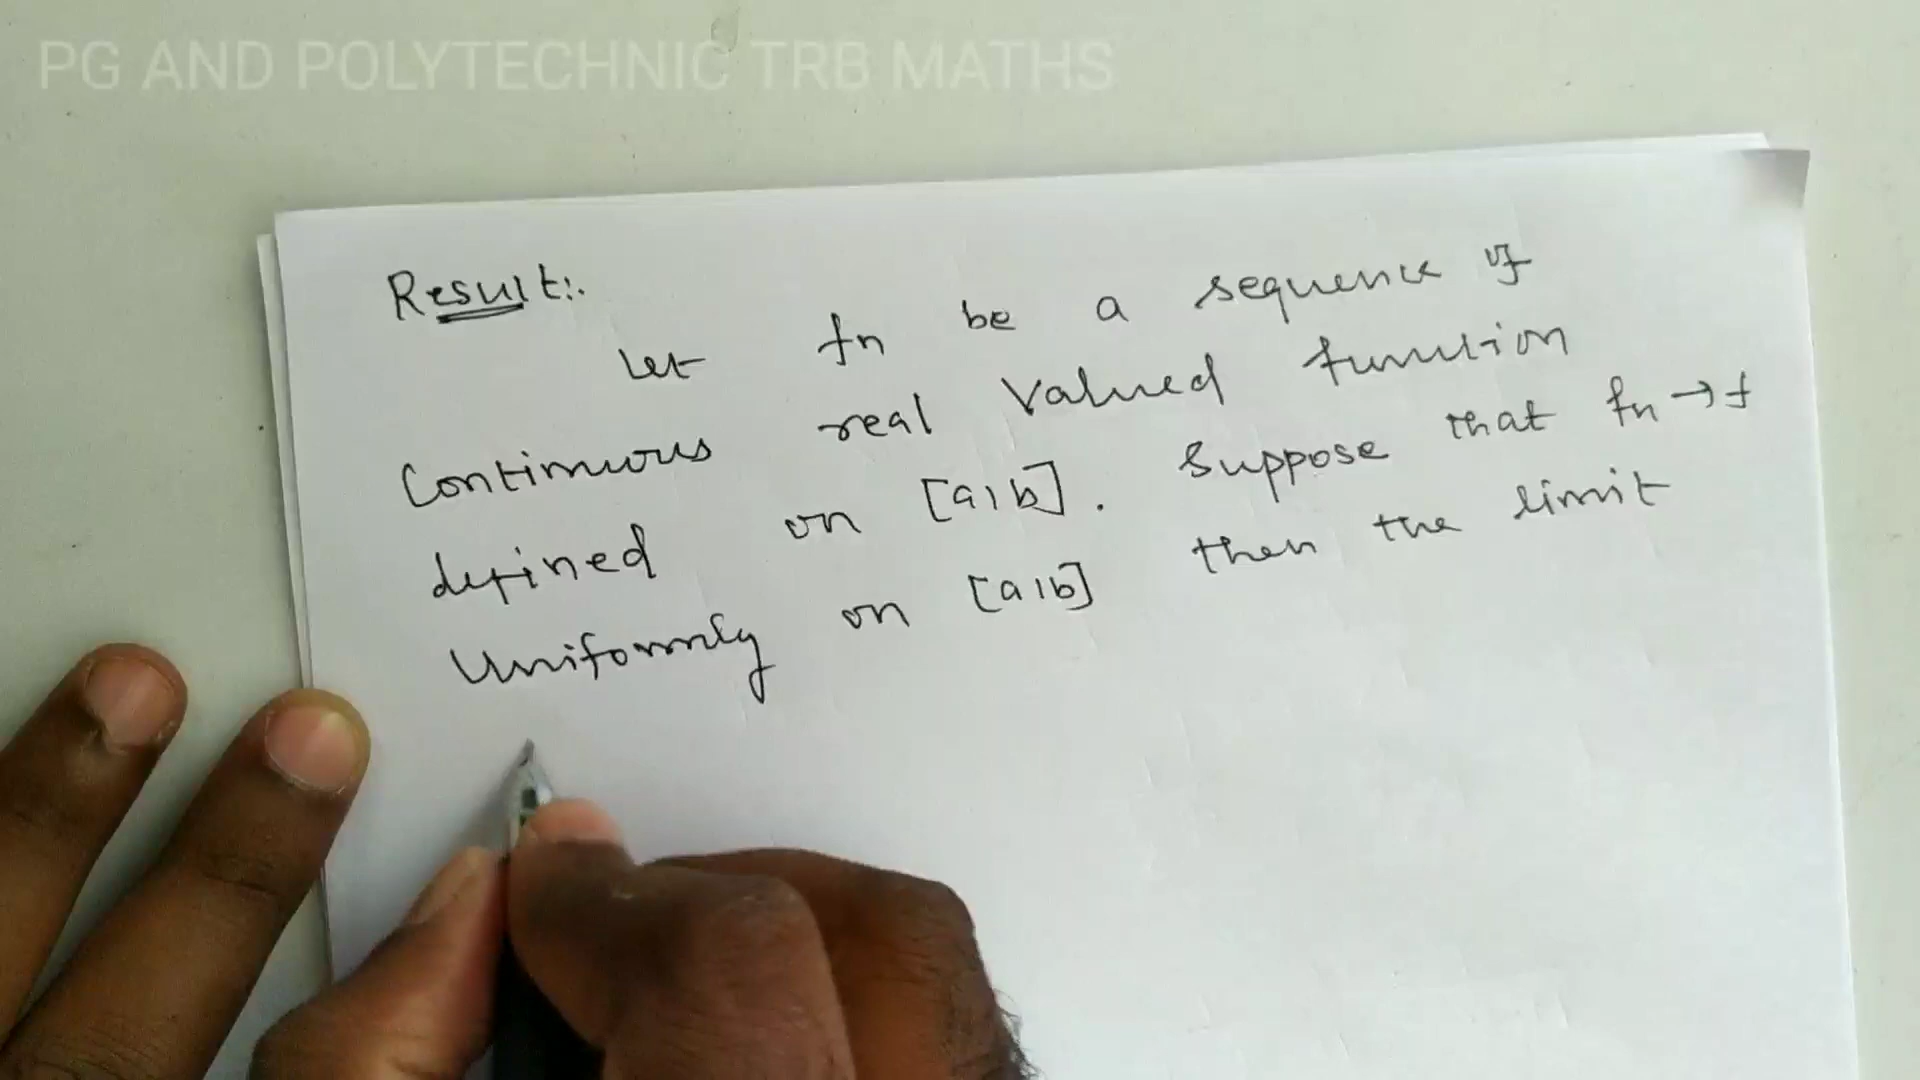 PG AND POLYTECHNIC TRB MATHS
Result:.
Let fn be a sequence of
Continuous real valued function
defined on [a,b]. Suppose that fn → f
Uniformly on [a,b] then the limit